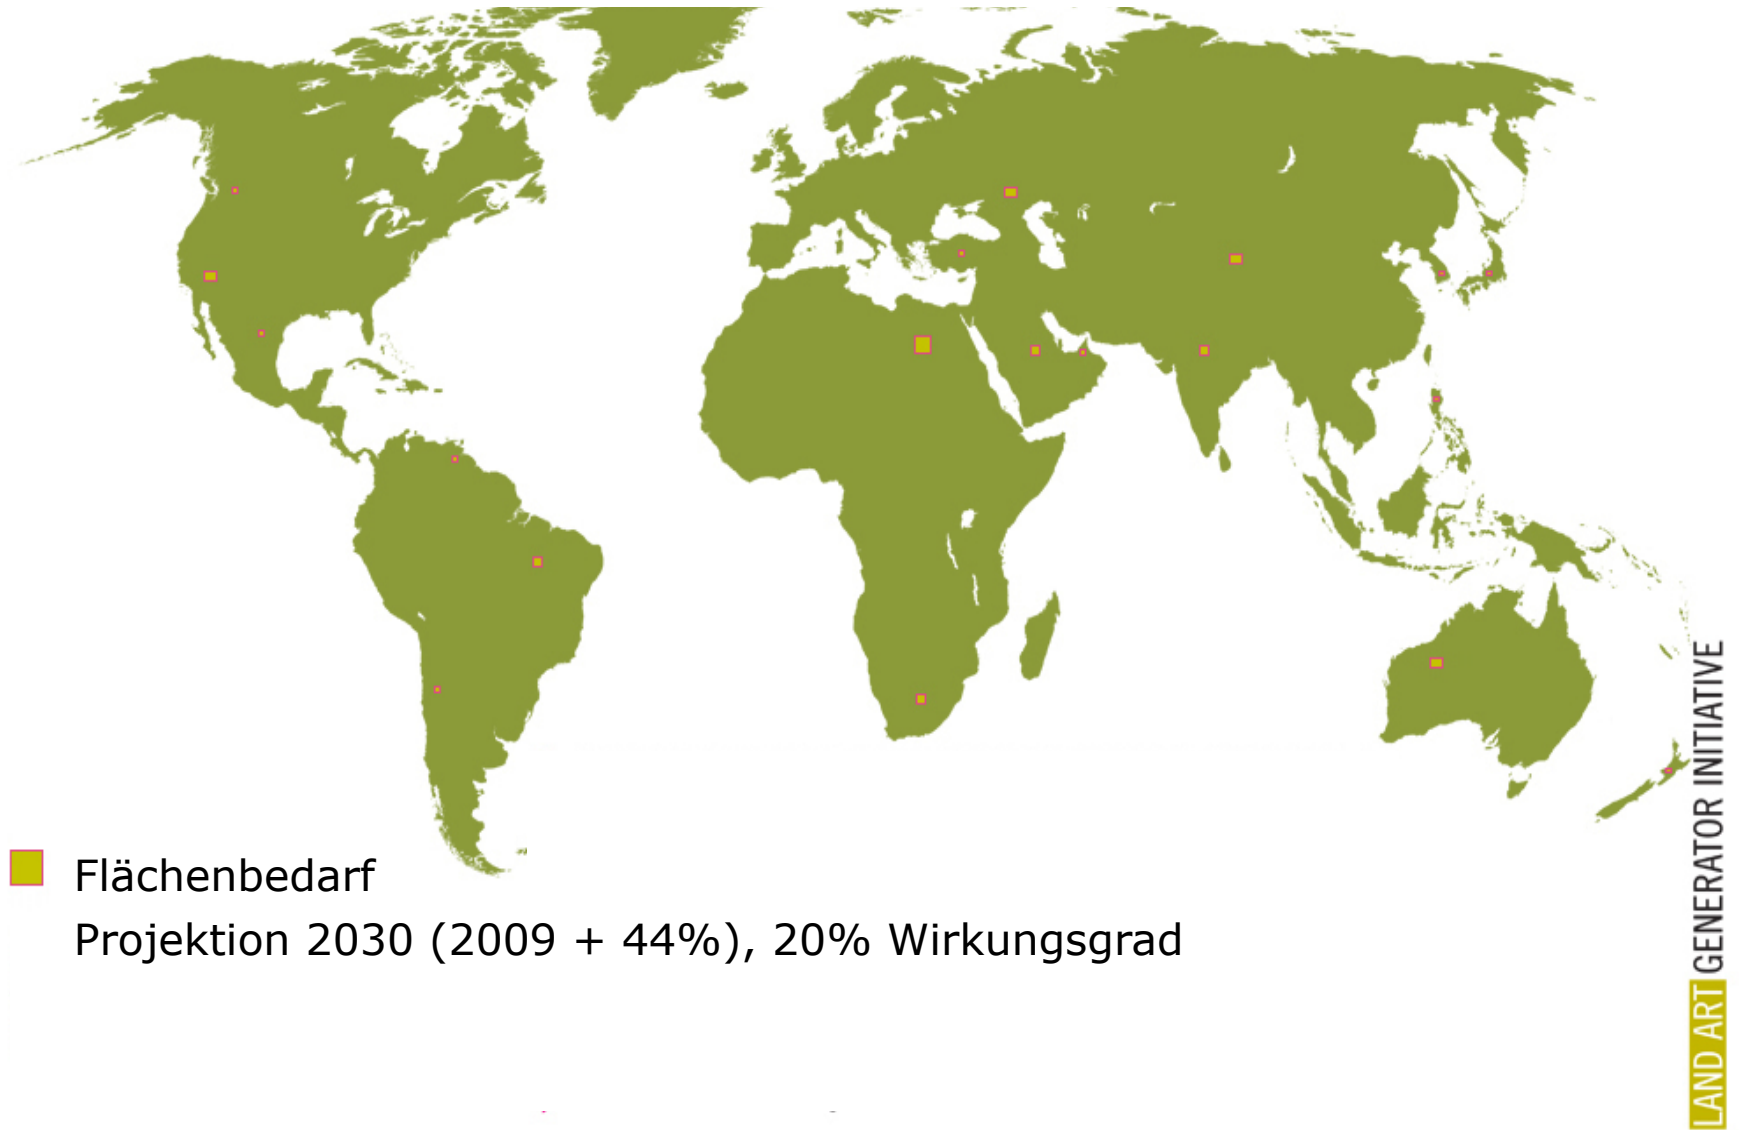 Flächenbedarf
Projektion 2030 (2009 + 44%), 20% Wirkungsgrad
LAND ART GENERATOR INITIATIVE